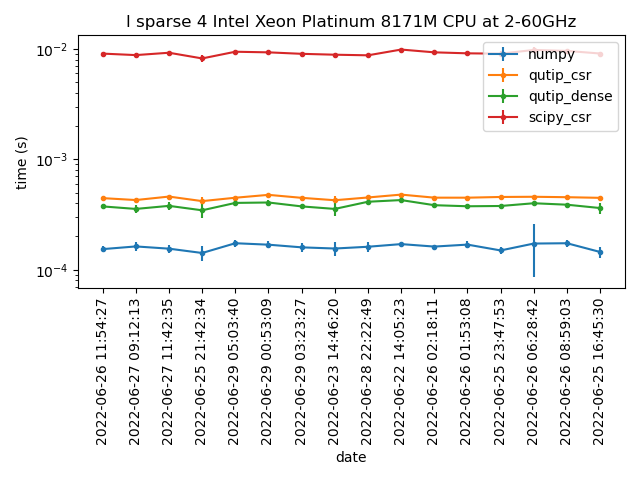 I sparse 4 Intel Xeon Platinum 8171M CPU at 2-60GHz
time (s)
10⁻²
10⁻³
10⁻⁴
numpy
qutip_csr
qutip_dense
scipy_csr
2022-06-26 11:54:27
2022-06-27 09:12:13
2022-06-27 11:42:35
2022-06-25 21:42:34
2022-06-29 05:03:40
2022-06-29 00:53:09
2022-06-29 03:23:27
2022-06-23 14:46:20
2022-06-28 22:22:49
2022-06-22 14:05:23
2022-06-26 02:18:11
2022-06-26 01:53:08
2022-06-25 23:47:53
2022-06-26 06:28:42
2022-06-26 08:59:03
2022-06-25 16:45:30
date